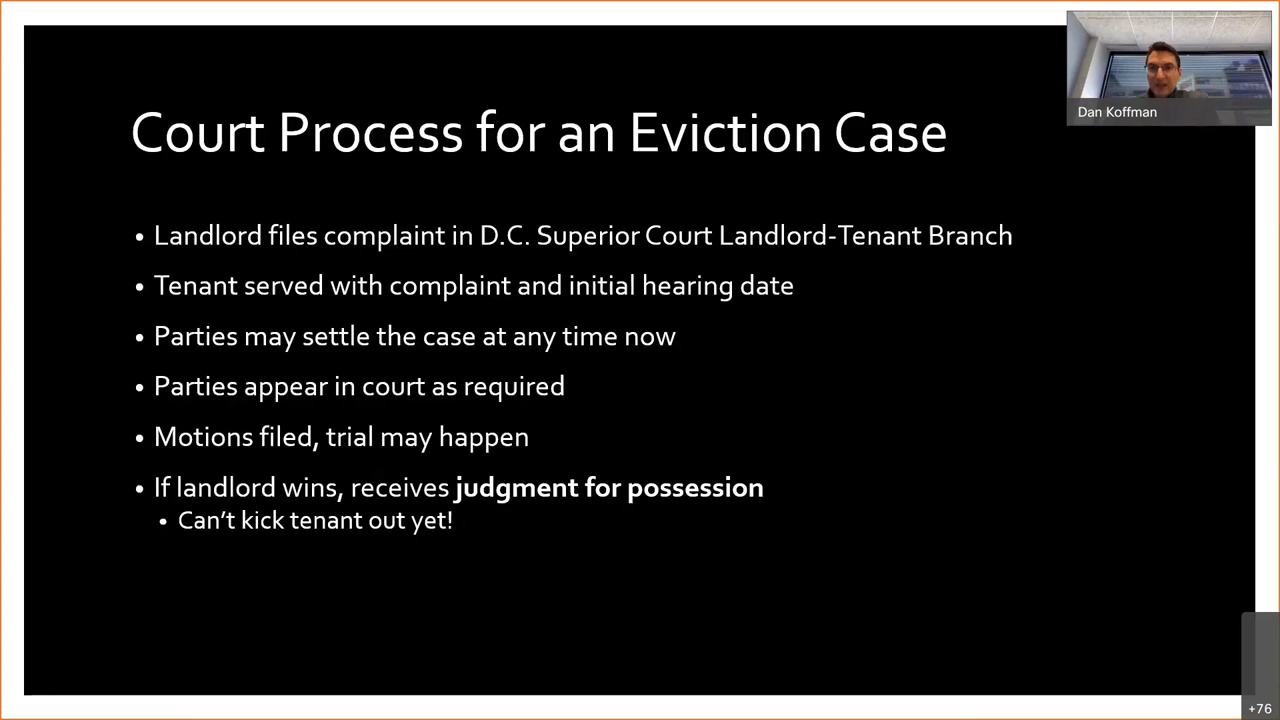 Dan Koffman
Court Process for an Eviction Case
• Landlord files complaint in D.C. Superior Court Landlord-Tenant Branch
• Tenant served with complaint and initial hearing date
• Parties may settle the case at any time now
• Parties appear in court as required
• Motions filed, trial may happen
• If landlord wins, receives judgment for possession
• Can’t kick tenant out yet!
+76